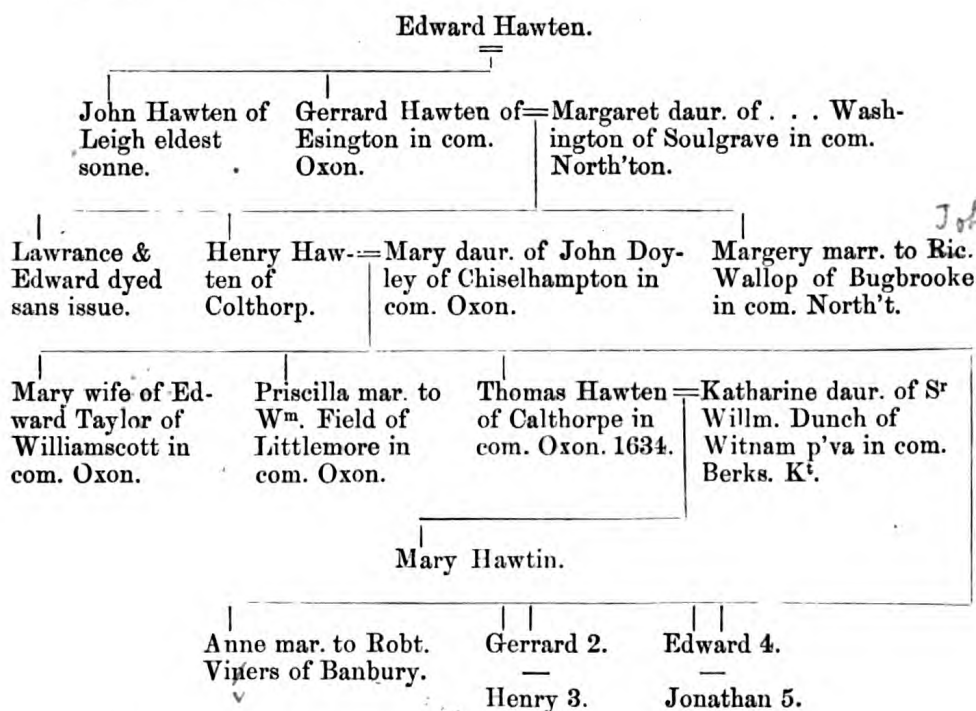 Edward Hawten.
John Hawten of
Leigh eldest
sonne.
Gerrard Hawten of
Esington in com.
Oxon.
Margaret daur. of . . . Wash-
ington of Soulgrave in com.
North'ton.
Lawrance &
Edward dyed
sans issue.
Henry Haw-
ten of
Colthorp.
Mary daur. of John Doy-
ley of Chiselhampton in
com. Oxon.
Joh
Margery marr. to Ric.
Wallop of Bugbrooke
in com. North't.
Mary wife of Ed-
ward Taylor of
Williamscott in
com. Oxon.
Priscilla mar. to
Wm. Field of
Littlemore in
com. Oxon.
Thomas Hawten
of Calthorpe in
com. Oxon. 1634.
Katharine daur. of Sr
Willm. Dunch of
Witnam p'va in com.
Berks. Kt.
Mary Hawtin.
Anne mar. to Robt.
Viners of Banbury.
v
Gerrard 2.
Henry 3.
Edward 4.
Jonathan 5.